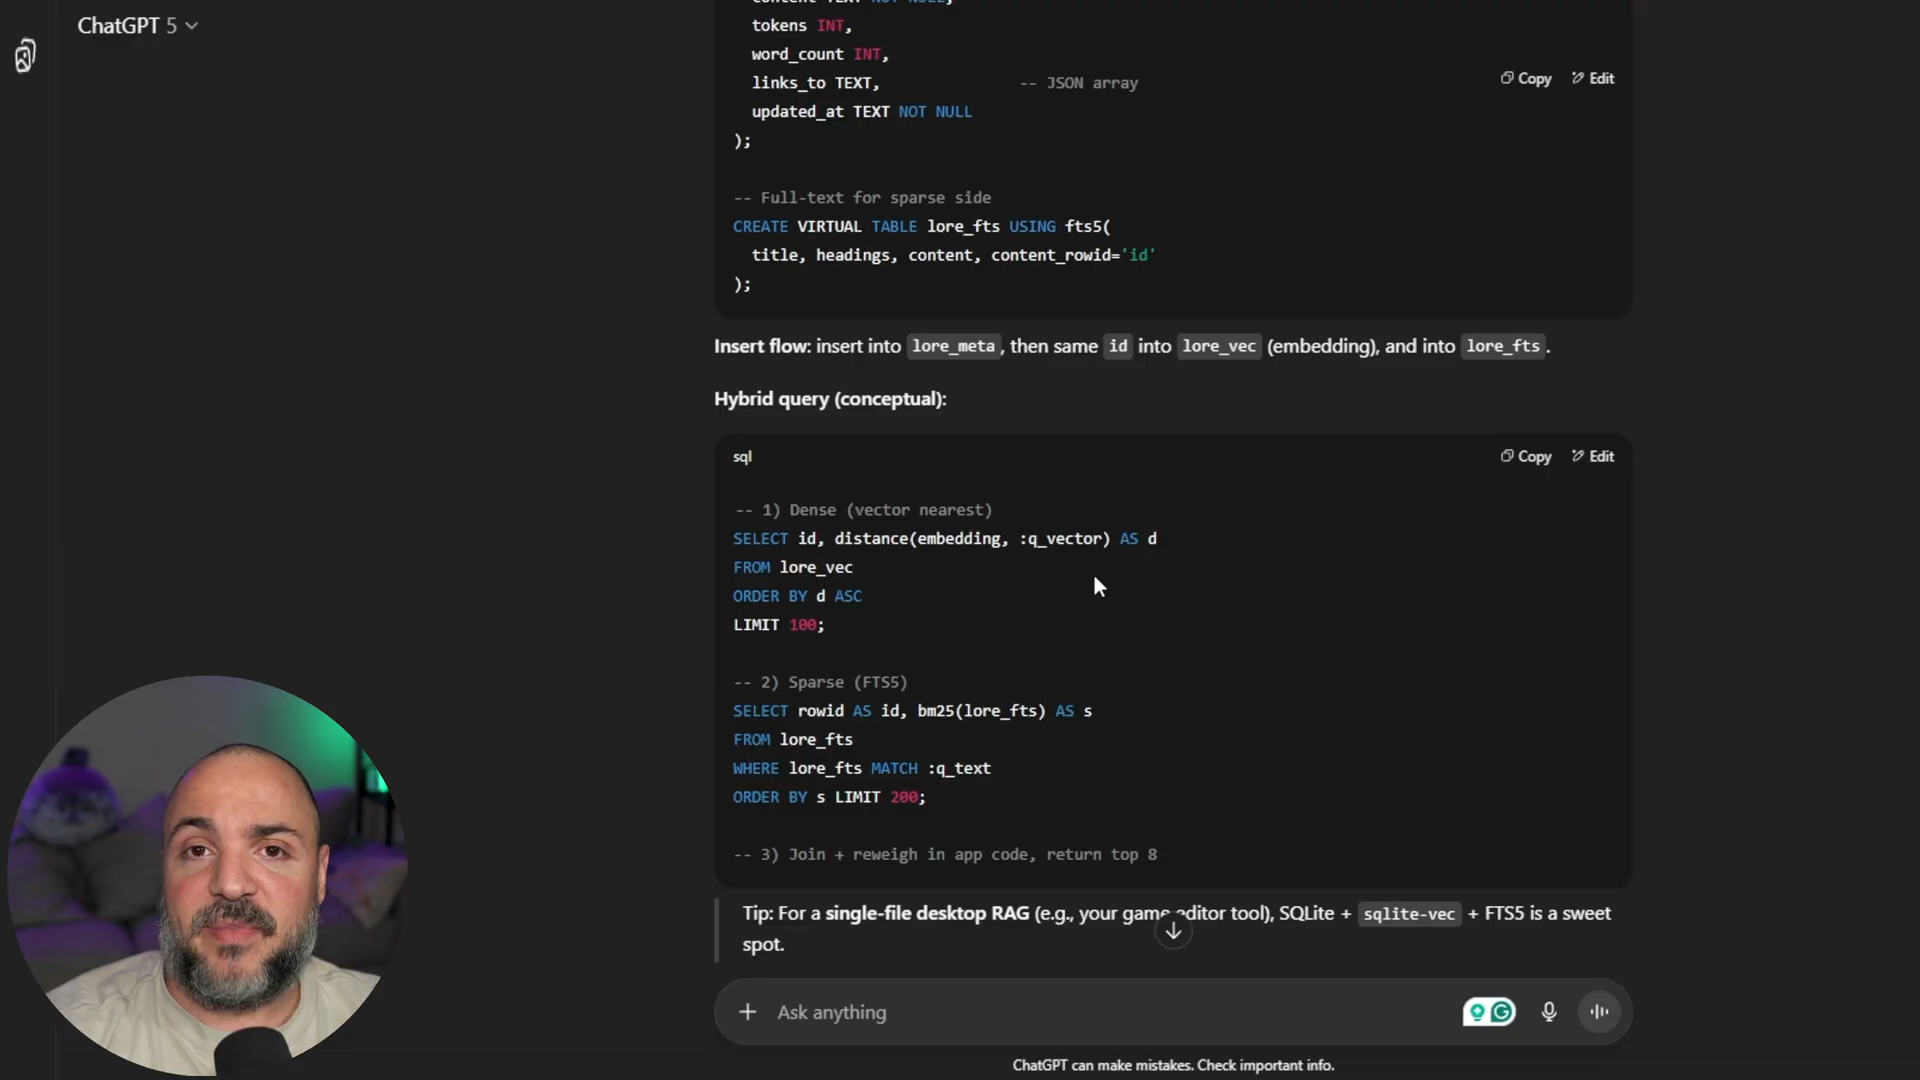 ChatGPT 5
content TEXT NOT NULL,
tokens INT,
word_count INT,
links_to TEXT, -- JSON array
Copy Edit
updated_at TEXT NOT NULL
);
-- Full-text for sparse side
CREATE VIRTUAL TABLE lore_fts USING fts5(
title, headings, content, content_rowid='id'
);
Insert flow: insert into lore_meta, then same id into lore_vec (embedding), and into lore_fts.
Hybrid query (conceptual):
sql
Copy Edit
-- 1) Dense (vector nearest)
SELECT id, distance(embedding, :q_vector) AS d
FROM lore_vec
ORDER BY d ASC
LIMIT 100;
-- 2) Sparse (FTS5)
SELECT rowid AS id, bm25(lore_fts) AS s
FROM lore_fts
WHERE lore_fts MATCH :q_text
ORDER BY s LIMIT 200;
-- 3) Join + reweigh in app code, return top 8
Tip: For a single-file desktop RAG (e.g., your game editor tool), SQLite + sqlite-vec + FTS5 is a sweet
spot.
Ask anything
ChatGPT can make mistakes. Check important info.